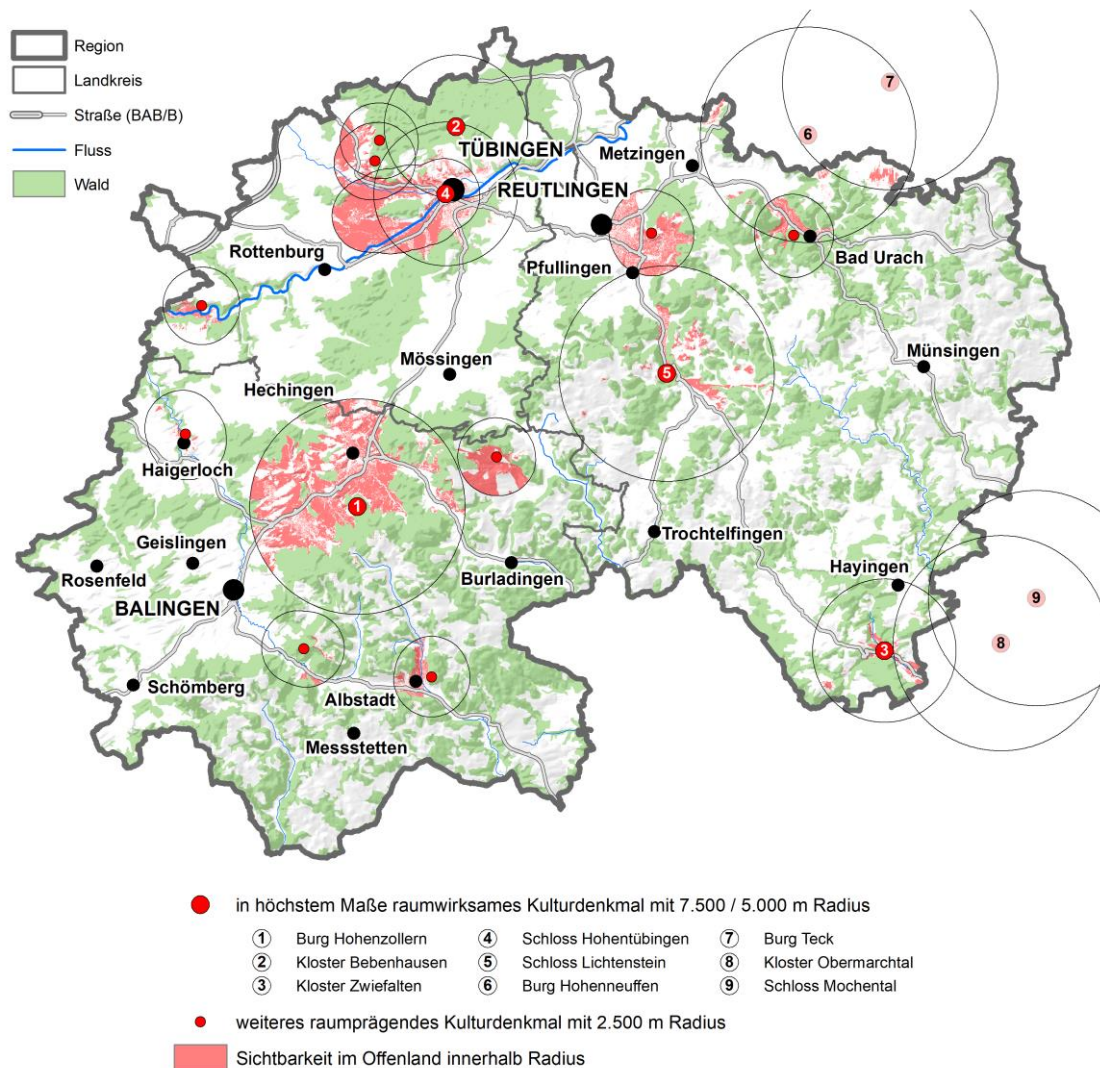 Region
Landkreis
Straße (BAB/B)
Fluss
Wald
7
6
2
TÜBINGEN
Metzingen
REUTLINGEN
4
Rottenburg
Bad Urach
Pfullingen
Mössingen
Münsingen
5
Hechingen
Haigerloch
1
Geislingen
Trochtelfingen
Rosenfeld
Burladingen
Hayingen
BALINGEN
9
8
3
Schömberg
Albstadt
Messstetten
in höchstem Maße raumwirksames Kulturdenkmal mit 7.500 / 5.000 m Radius
1 Burg Hohenzollern 4 Schloss Hohentübingen 7 Burg Teck
2 Kloster Bebenhausen 5 Schloss Lichtenstein 8 Kloster Obermarchtal
3 Kloster Zwiefalten 6 Burg Hohenneuffen 9 Schloss Mochental
weiteres raumprägendes Kulturdenkmal mit 2.500 m Radius
Sichtbarkeit im Offenland innerhalb Radius